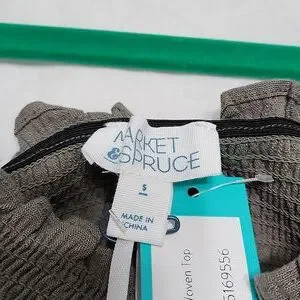 MARKET
&SPRUCE
S
MADE IN
CHINA
Woven Top
5169556